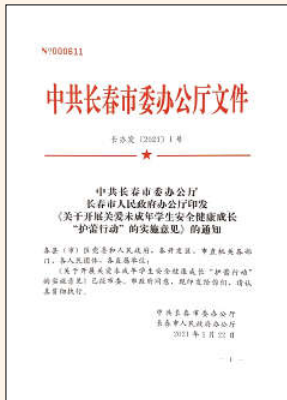 №000611
中共长春市委办公厅文件
长办发〔2021〕1号
中共长春市委办公厅
长春市人民政府办公厅印发
《关于开展关爱未成年学生安全健康成长
“护蕾行动”的实施意见》的通知
各县（市）区党委和人民政府，各开发区，市直机关各部
门，各人民团体，各直属单位：
《关于开展关爱未成年学生安全健康成长“护蕾行动”
的实施意见》已经市委、市政府同意，现印发给你们，请认
真贯彻执行。
中共长春市委办公厅
长春市人民政府办公厅
2021年1月22日
— 1 —